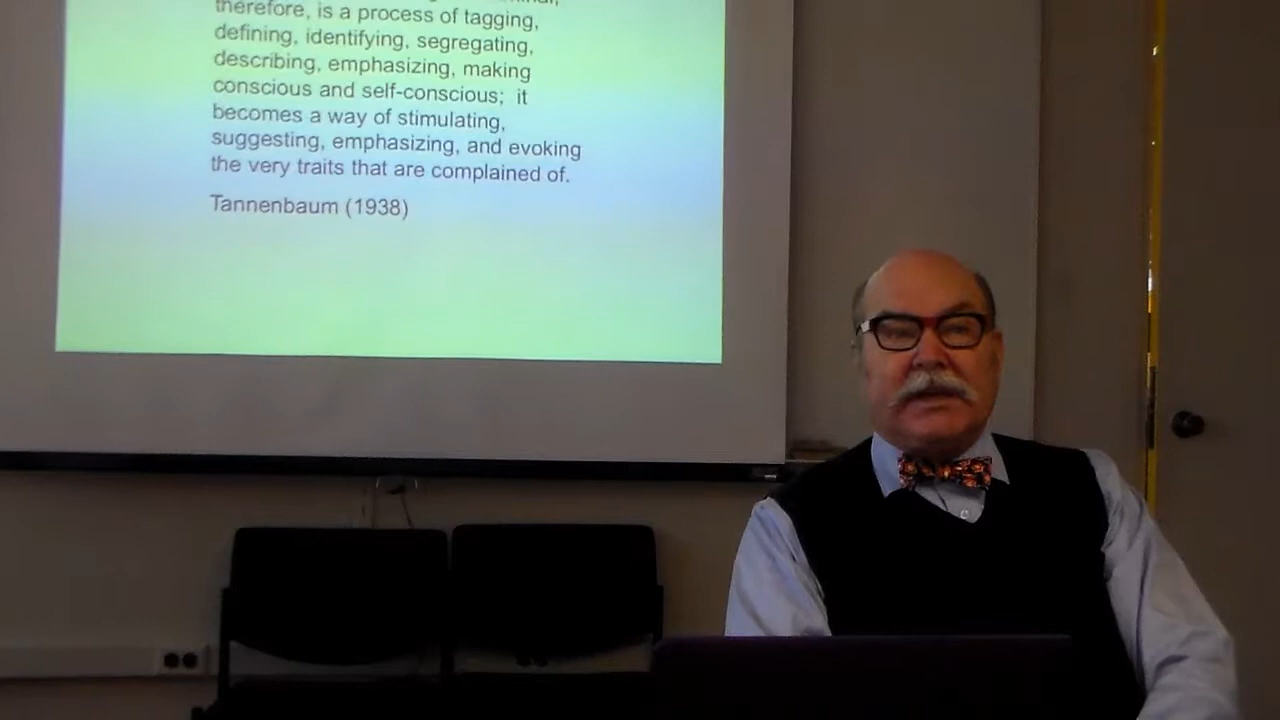 therefore, is a process of tagging,
defining, identifying, segregating,
describing, emphasizing, making
conscious and self-conscious; it
becomes a way of stimulating,
suggesting, emphasizing, and evoking
the very traits that are complained of.
Tannenbaum (1938)